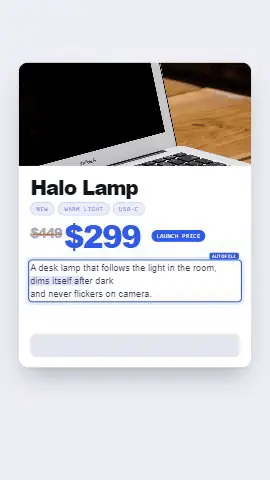 Halo Lamp
NEW
WARM LIGHT
USB-C
$449
$299
LAUNCH PRICE
AUTOFILL
A desk lamp that follows the light in the room,
dims itself after dark
and never flickers on camera.